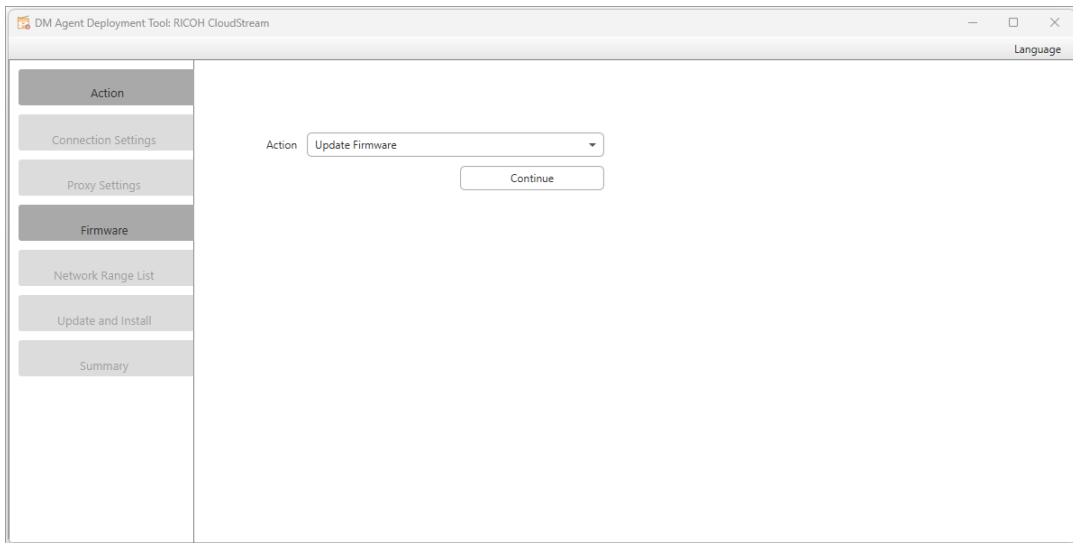 DM Agent Deployment Tool: RICOH CloudStream
Language
Action
Connection Settings
Proxy Settings
Firmware
Network Range List
Update and Install
Summary
Action Update Firmware
Continue